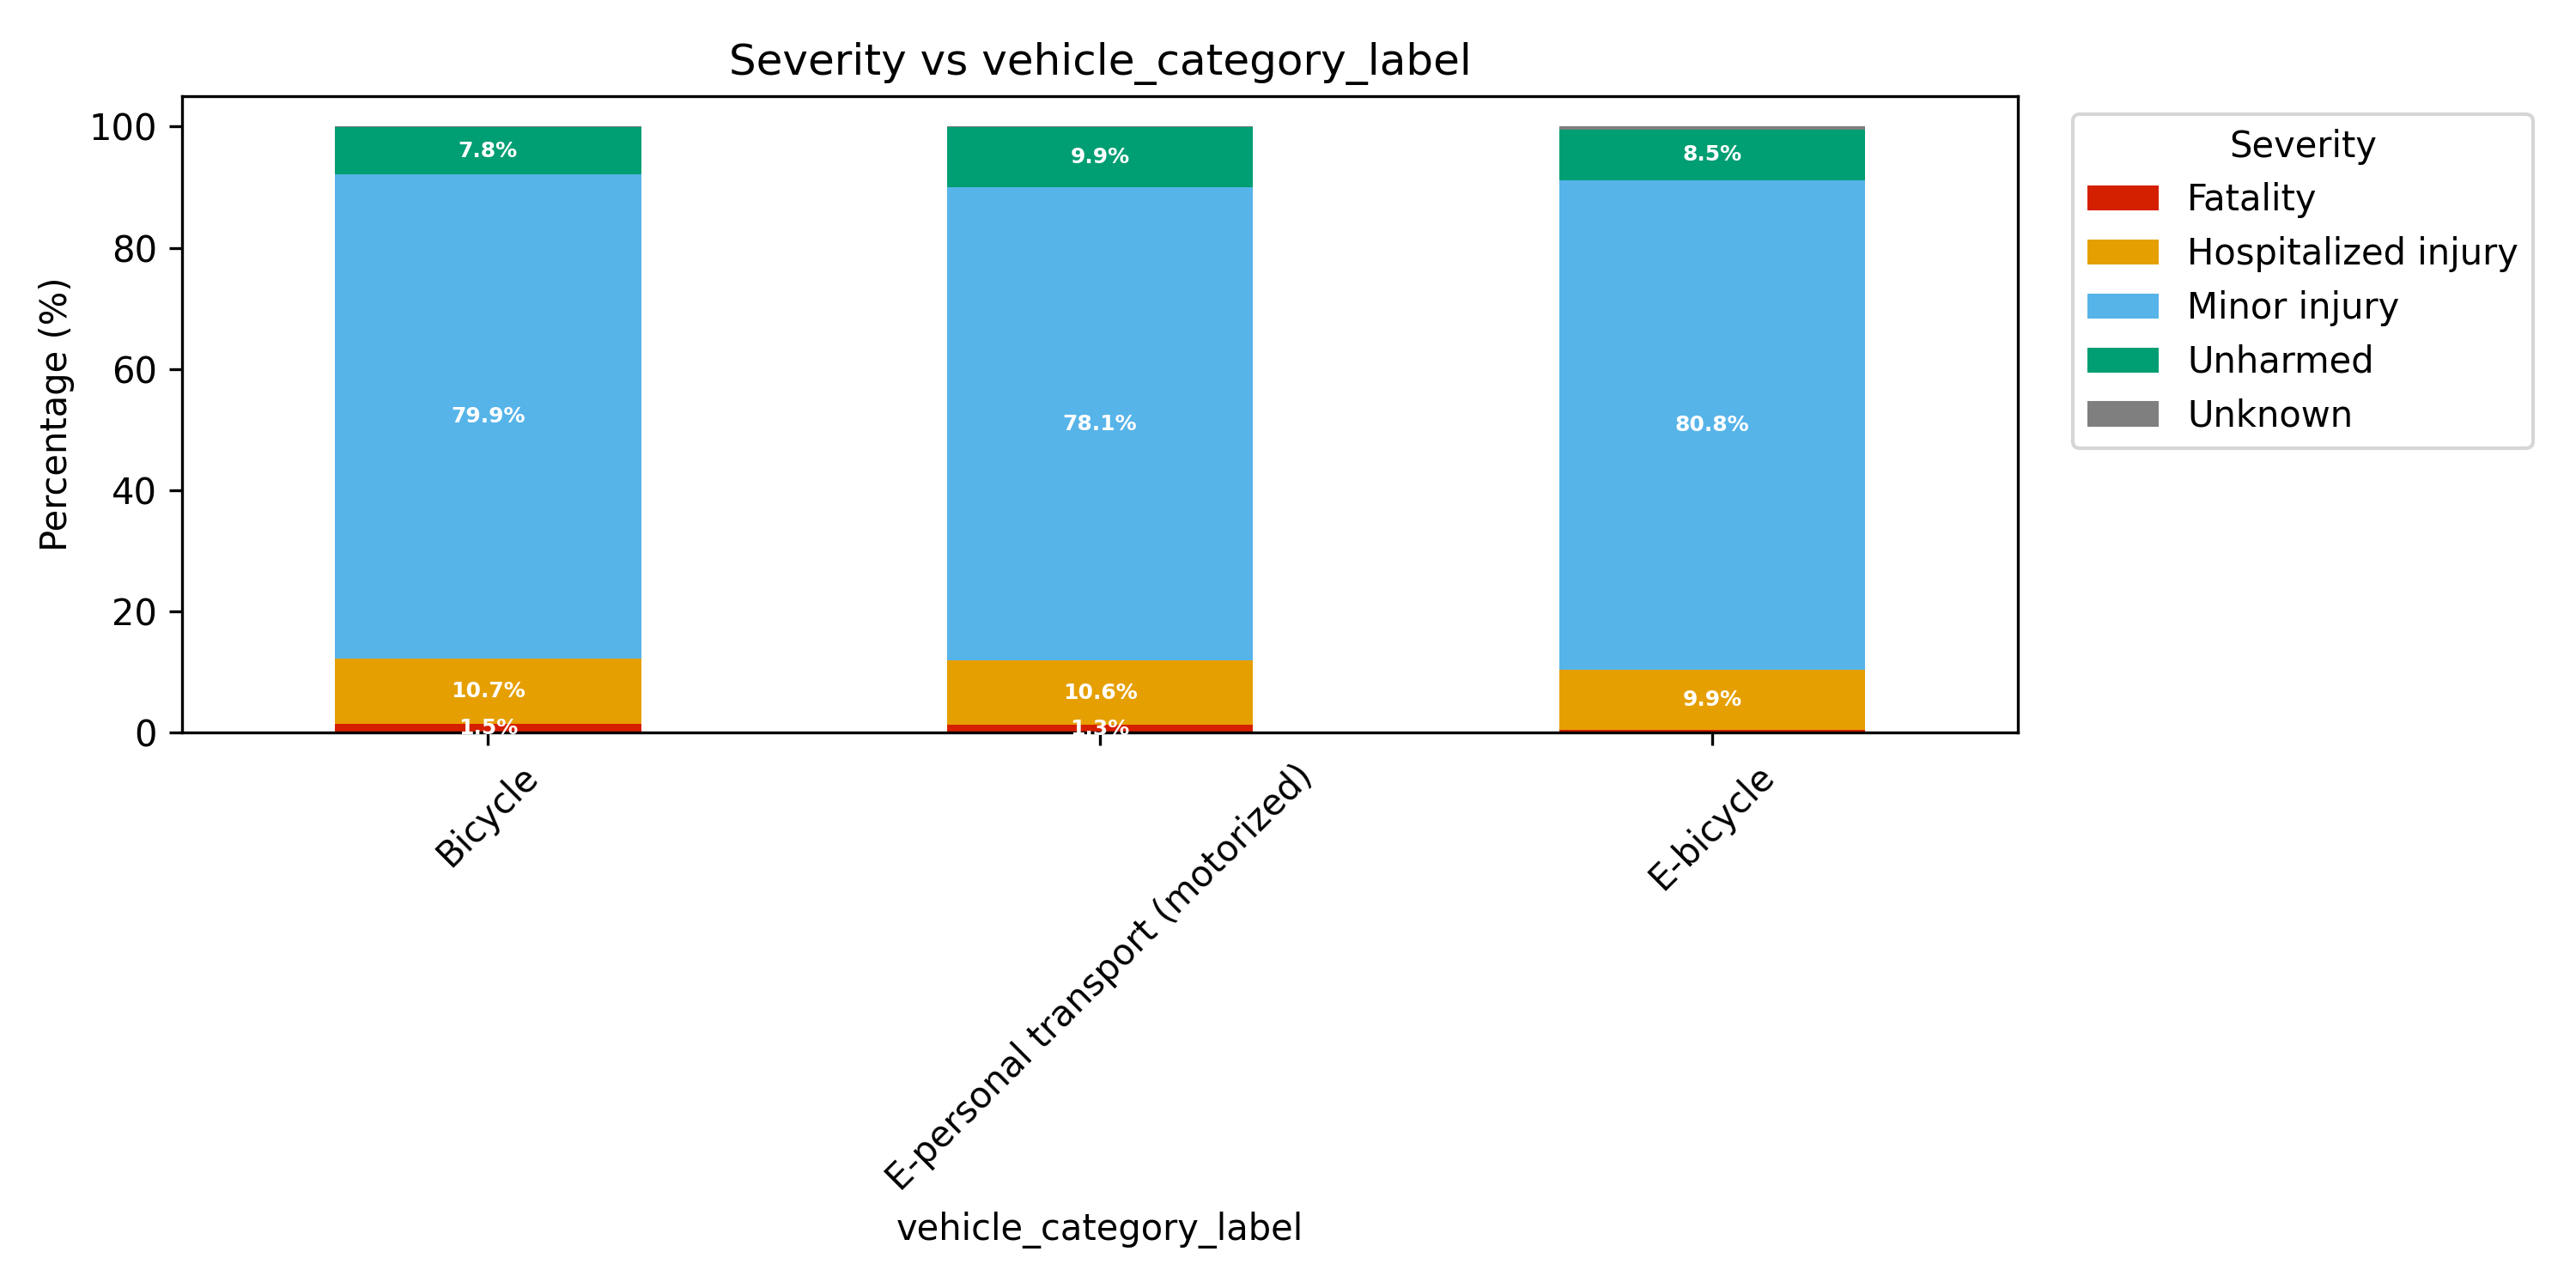 Severity vs vehicle_category_label
Percentage (%)
100
80
60
40
20
0
7.8%
79.9%
10.7%
1.5%
9.9%
78.1%
10.6%
1.3%
8.5%
80.8%
9.9%
Bicycle
E-personal transport (motorized)
E-bicycle
vehicle_category_label
Severity
Fatality
Hospitalized injury
Minor injury
Unharmed
Unknown